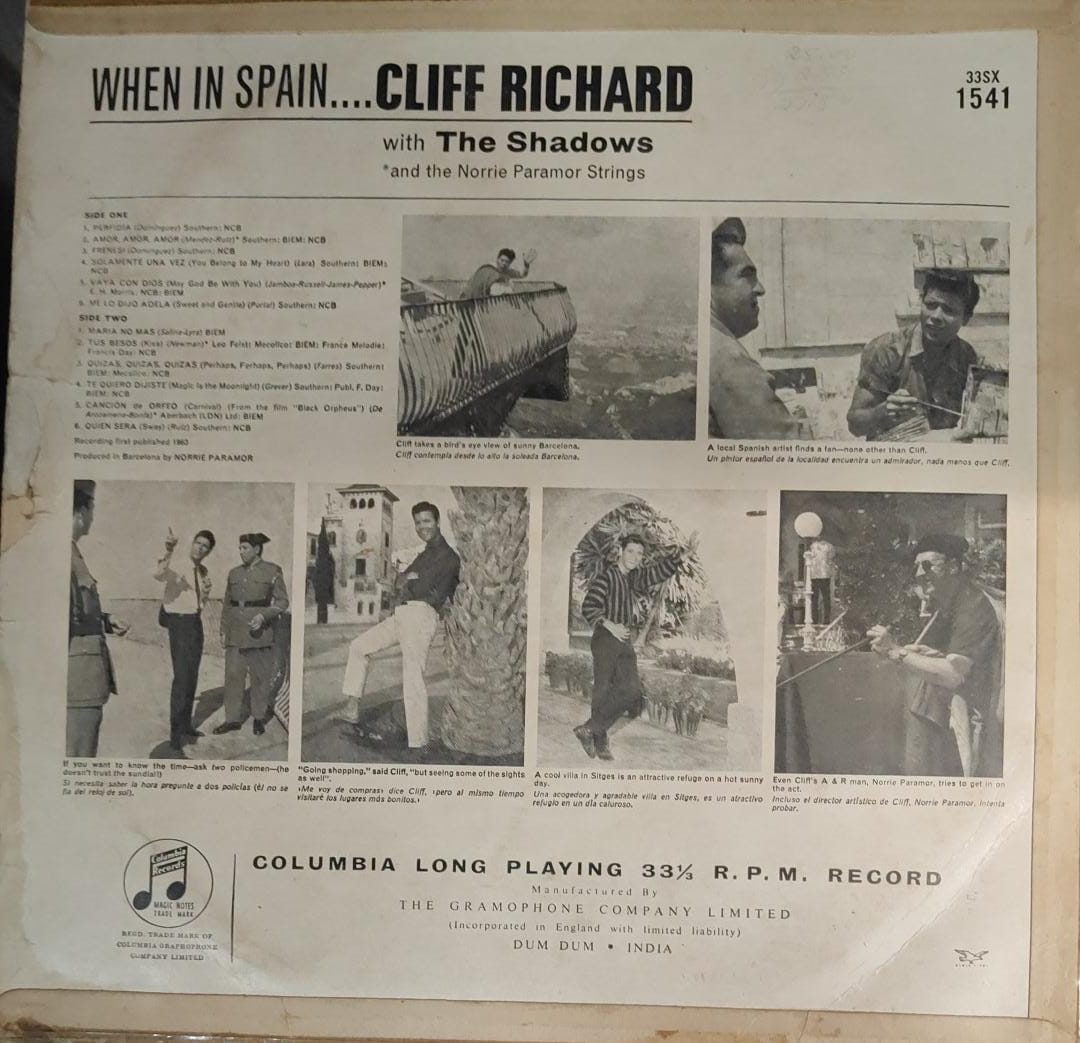 WHEN IN SPAIN....CLIFF RICHARD
with The Shadows
*and the Norrie Paramor Strings
33SX
1541
SIDE ONE
1. PERFIDIA (Dominguez) Southern: NCB
2. AMOR, AMOR, AMOR (Mendez-Ruiz)* Southern: BIEM: NCB
3. FRENESI (Dominguez) Southern: NCB
4. SOLAMENTE UNA VEZ (You Belong to My Heart) (Lara) Southern: BIEM:
NCB
5. VAYA CON DIOS (May God Be With You) (Jamboa-Russell-James-Pepper)*
E. H. Morris: NCB: BIEM
6. ME LO DIJO ADELA (Sweet and Gentle) (Portal) Southern: NCB
SIDE TWO
1. MARIA NO MAS (Salina-Lyra) BIEM
2. TUS BESOS (Kiss) (Newman)* Leo Feist: Mecolico: BIEM: France Melodie:
Francis Day: NCB
3. QUIZAS, QUIZAS, QUIZAS (Perhaps, Perhaps, Perhaps) (Farres) Southern:
BIEM: Mecolico: NCB
4. TE QUIERO DIJISTE (Magic is the Moonlight) (Grever) Southern: Publ, F. Day:
BIEM: NCB
5. CANCION de ORFEO (Carnival) (From the film "Black Orpheus") (De
Aberbach (LDN) Ltd: BIEM
6. QUIEN SERA (Sway) (Ruiz) Southern: NCB
Recording first published 1963
Produced in Barcelona by NORRIE PARAMOR
Cliff takes a bird's eye view of sunny Barcelona.
Cliff contempla desde lo alto la soleada Barcelona.
A local Spanish artist finds a fan—none other than Cliff.
Un pintor español de la localidad encuentra un admirador, nada menos que Cliff.
If you want to know the time—ask two policemen—(he
doesn't trust the sundial!)
Si necesita saber la hora pregunte a dos policías (él no se
fía del reloj de sol).
"Going shopping," said Cliff, "but seeing some of the sights
as well".
›Me voy de compras› dice Cliff, ›pero al mismo tiempo
visitaré los lugares más bonitos.›
A cool villa in Sitges is an attractive refuge on a hot sunny
day.
Una acogedora y agradable villa en Sitges, es un atractivo
refugio en un día caluroso.
Even Cliff's A & R man, Norrie Paramor, tries to get in on
the act.
Incluso el director artístico de Cliff, Norrie Paramor, intenta
probar.
Columbia
Records
MAGIC NOTES
TRADE MARK
REGD. TRADE MARK OF
COLUMBIA GRAPHOPHONE
COMPANY LIMITED
COLUMBIA LONG PLAYING 33⅓ R.P.M. RECORD
Manufactured By
THE GRAMOPHONE COMPANY LIMITED
(Incorporated in England with limited liability)
DUM DUM • INDIA